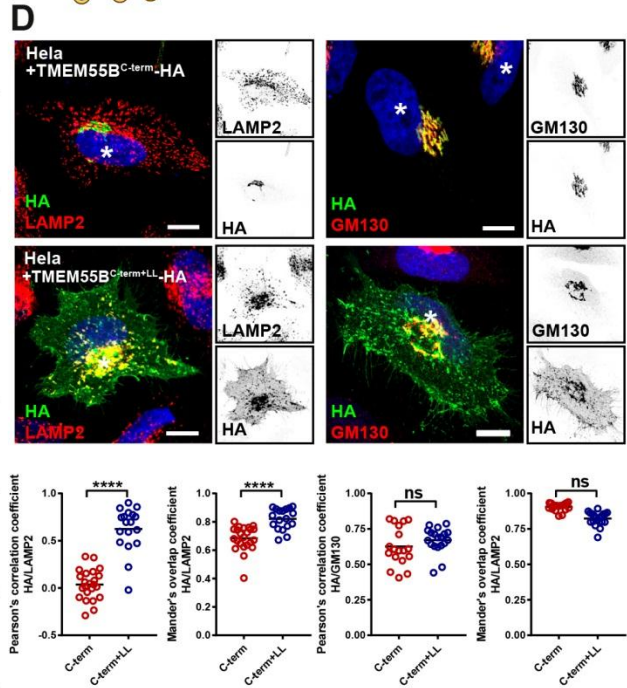 D
Hela
+TMEM55B^C-term-HA
HA
LAMP2
LAMP2
HA
HA
GM130
GM130
HA
Hela
+TMEM55B^C-term+LL-HA
HA
LAMP2
LAMP2
HA
HA
GM130
GM130
HA
Pearson's correlation coefficient
HA/LAMP2
1.0
0.5
0.0
-0.5
****
C-term
C-term+LL
Mander's overlap coefficient
HA/LAMP2
1.0
0.8
0.6
0.4
0.2
0.0
****
C-term
C-term+LL
Pearson's correlation coefficient
HA/GM130
1.00
0.75
0.50
0.25
0.00
ns
C-term
C-term+LL
Mander's overlap coefficient
HA/LAMP2
1.00
0.75
0.50
0.25
0.00
ns
C-term
C-term+LL